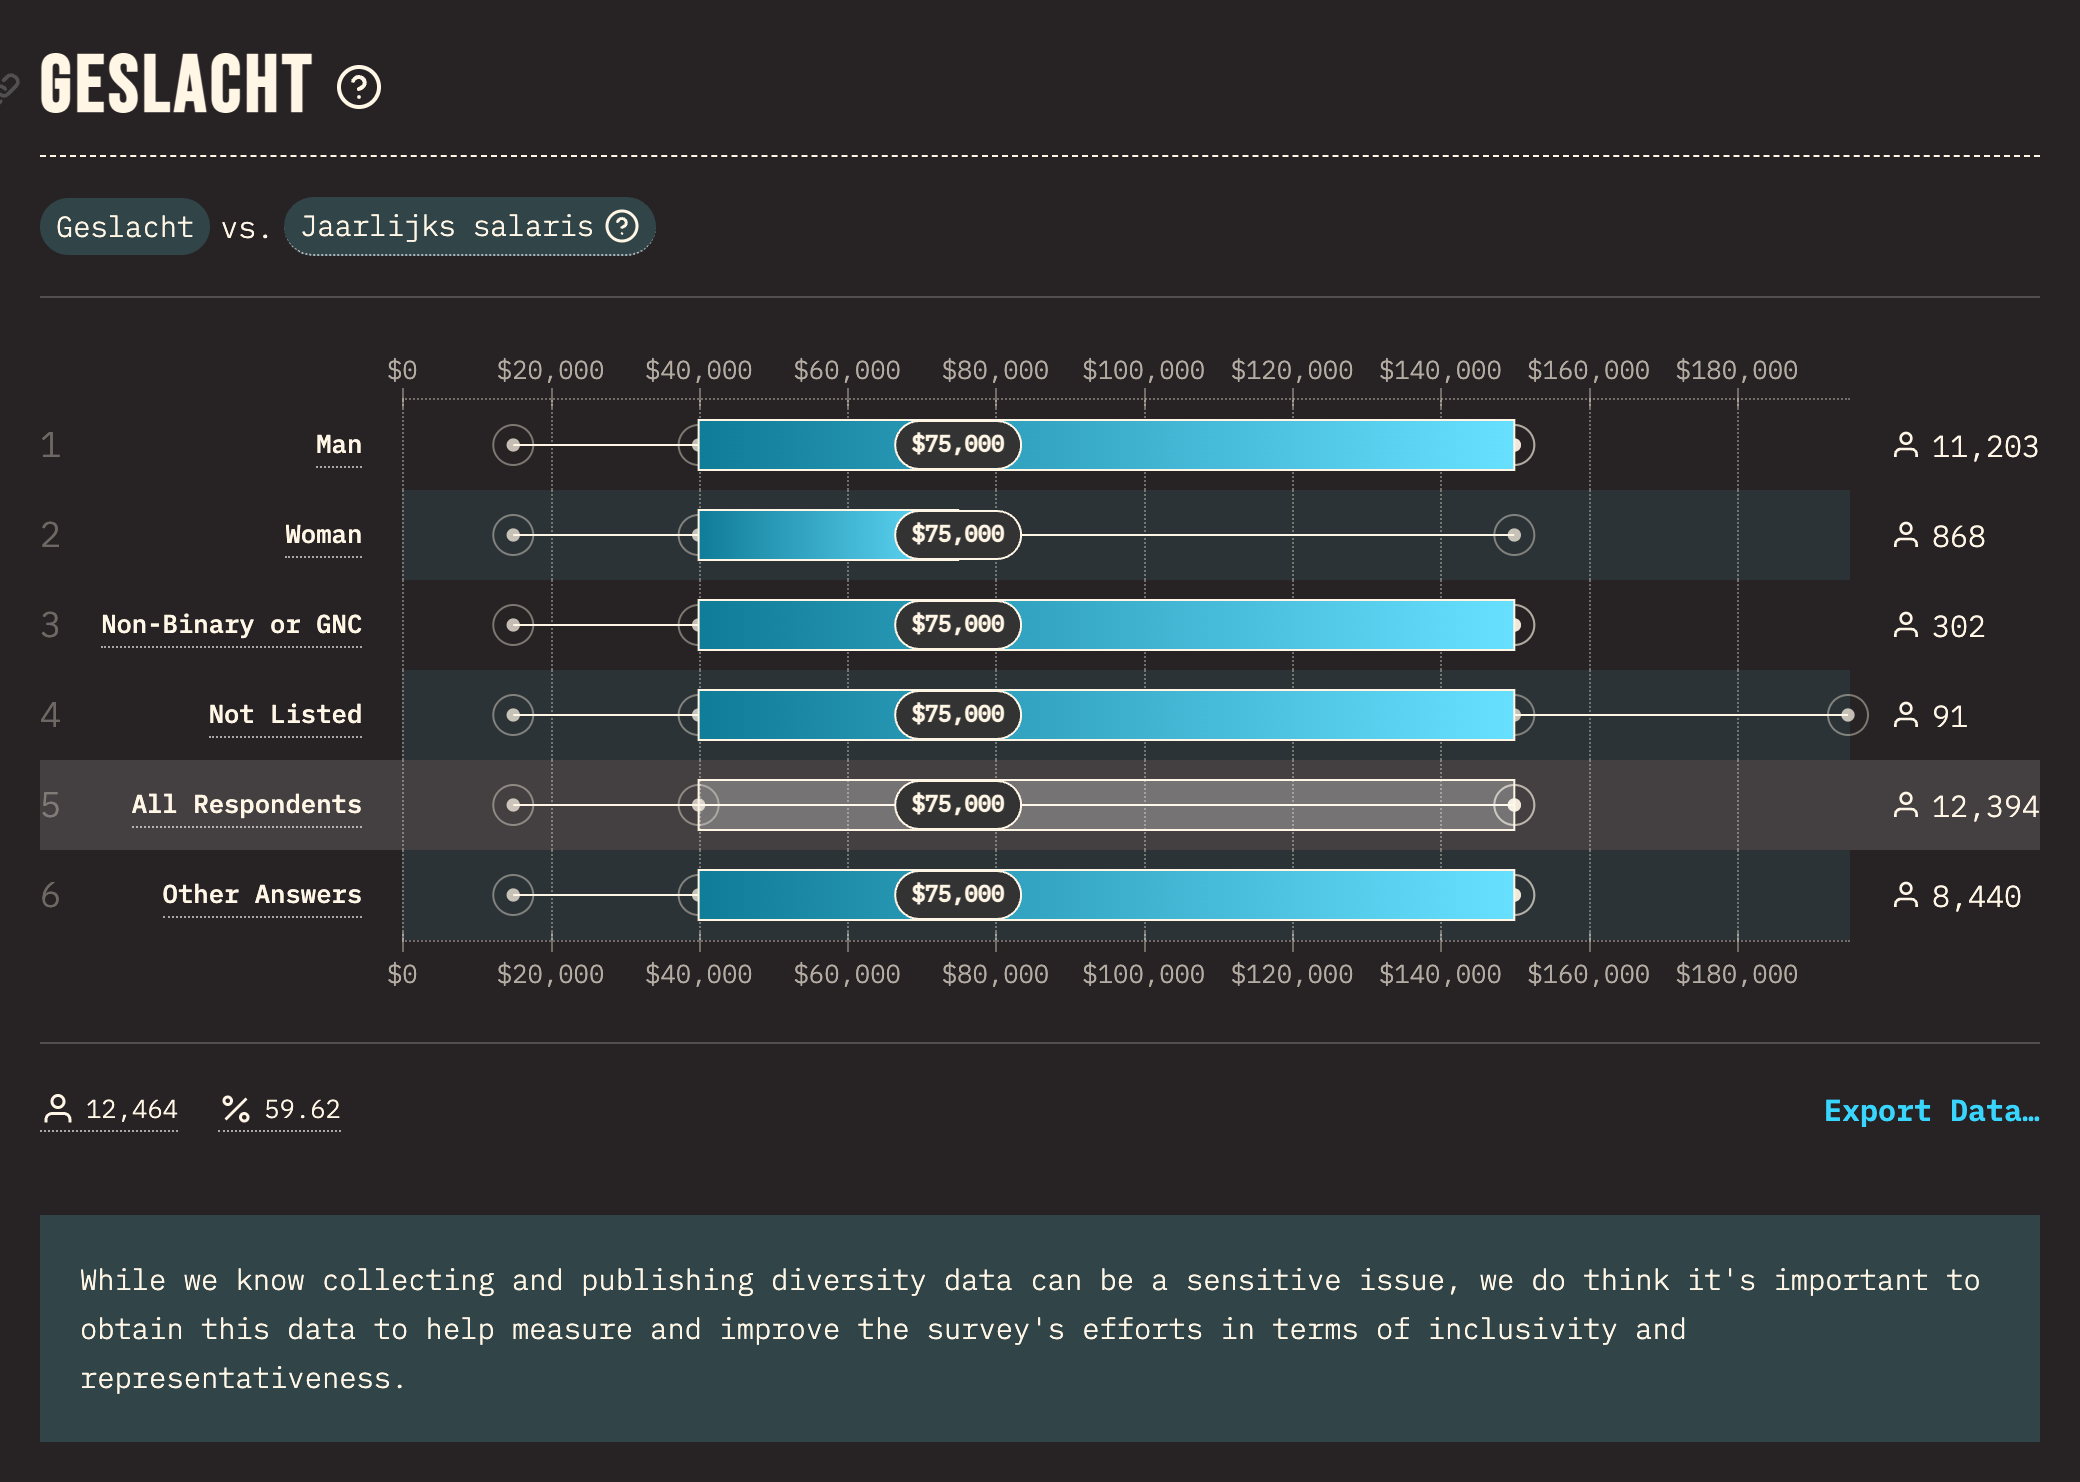 GESLACHT
Geslacht vs. Jaarlijks salaris
$0 $20,000 $40,000 $60,000 $80,000 $100,000 $120,000 $140,000 $160,000 $180,000
1 Man $75,000 11,203
2 Woman $75,000 868
3 Non-Binary or GNC $75,000 302
4 Not Listed $75,000 91
5 All Respondents $75,000 12,394
6 Other Answers $75,000 8,440
$0 $20,000 $40,000 $60,000 $80,000 $100,000 $120,000 $140,000 $160,000 $180,000
12,464 % 59.62 Export Data…
While we know collecting and publishing diversity data can be a sensitive issue, we do think it's important to
obtain this data to help measure and improve the survey's efforts in terms of inclusivity and
representativeness.